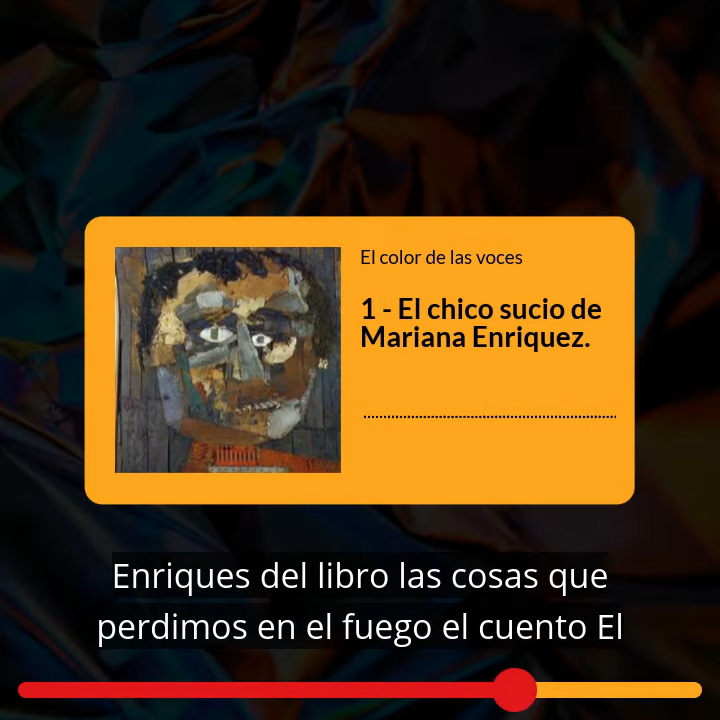 El color de las voces
1 - El chico sucio de
Mariana Enriquez.
Enriques del libro las cosas que
perdimos en el fuego el cuento El